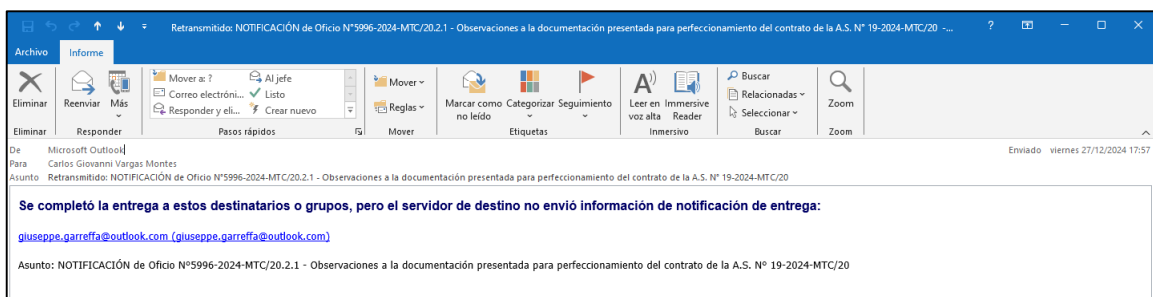 Retransmitido: NOTIFICACIÓN de Oficio N°5996-2024-MTC/20.2.1 - Observaciones a la documentación presentada para perfeccionamiento del contrato de la A.S. N° 19-2024-MTC/20 -...
Archivo Informe
Mover a: ? Al jefe
Correo electróni... Listo
Responder y eli... Crear nuevo
Eliminar Reenviar Más
Mover
Reglas
Marcar como no leído Categorizar Seguimiento
Leer en voz alta Immersive Reader
Buscar
Relacionadas
Seleccionar
Zoom
Eliminar Responder Pasos rápidos Mover Etiquetas Inmersivo Buscar Zoom
De Microsoft Outlook Enviado viernes 27/12/2024 17:57
Para Carlos Giovanni Vargas Montes
Asunto Retransmitido: NOTIFICACIÓN de Oficio N°5996-2024-MTC/20.2.1 - Observaciones a la documentación presentada para perfeccionamiento del contrato de la A.S. N° 19-2024-MTC/20
Se completó la entrega a estos destinatarios o grupos, pero el servidor de destino no envió información de notificación de entrega:
giuseppe.garreffa@outlook.com (giuseppe.garreffa@outlook.com)
Asunto: NOTIFICACIÓN de Oficio Nº5996-2024-MTC/20.2.1 - Observaciones a la documentación presentada para perfeccionamiento del contrato de la A.S. Nº 19-2024-MTC/20